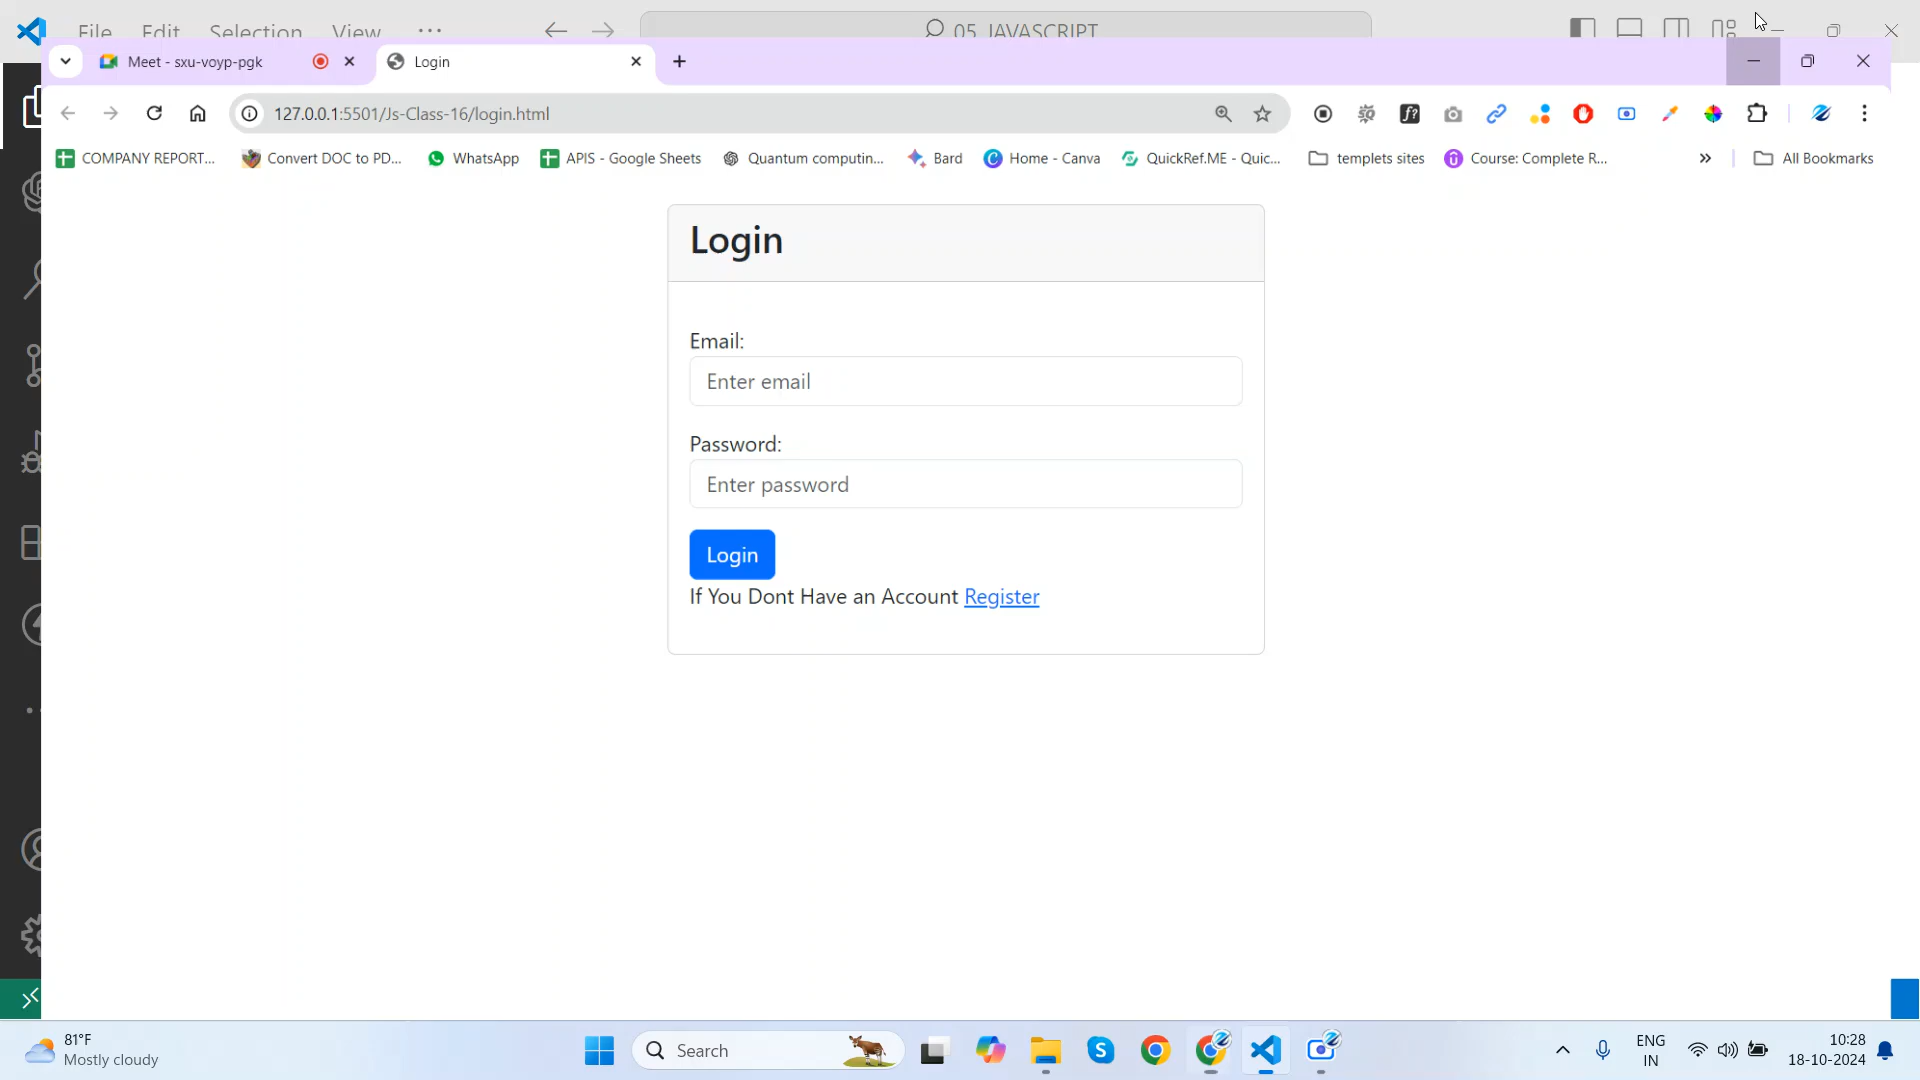 File Edit Selection View ... 05_JAVASCRIPT
Meet - sxu-voyp-pgk Login
127.0.0.1:5501/Js-Class-16/login.html
COMPANY REPORT... Convert DOC to PD... WhatsApp APIS - Google Sheets Quantum computin... Bard Home - Canva QuickRef.ME - Quic... templets sites Course: Complete R... All Bookmarks
Login
Email:
Enter email
Password:
Enter password
Login
If You Dont Have an Account Register
81°F
Mostly cloudy
Search
ENG
IN
10:28
18-10-2024